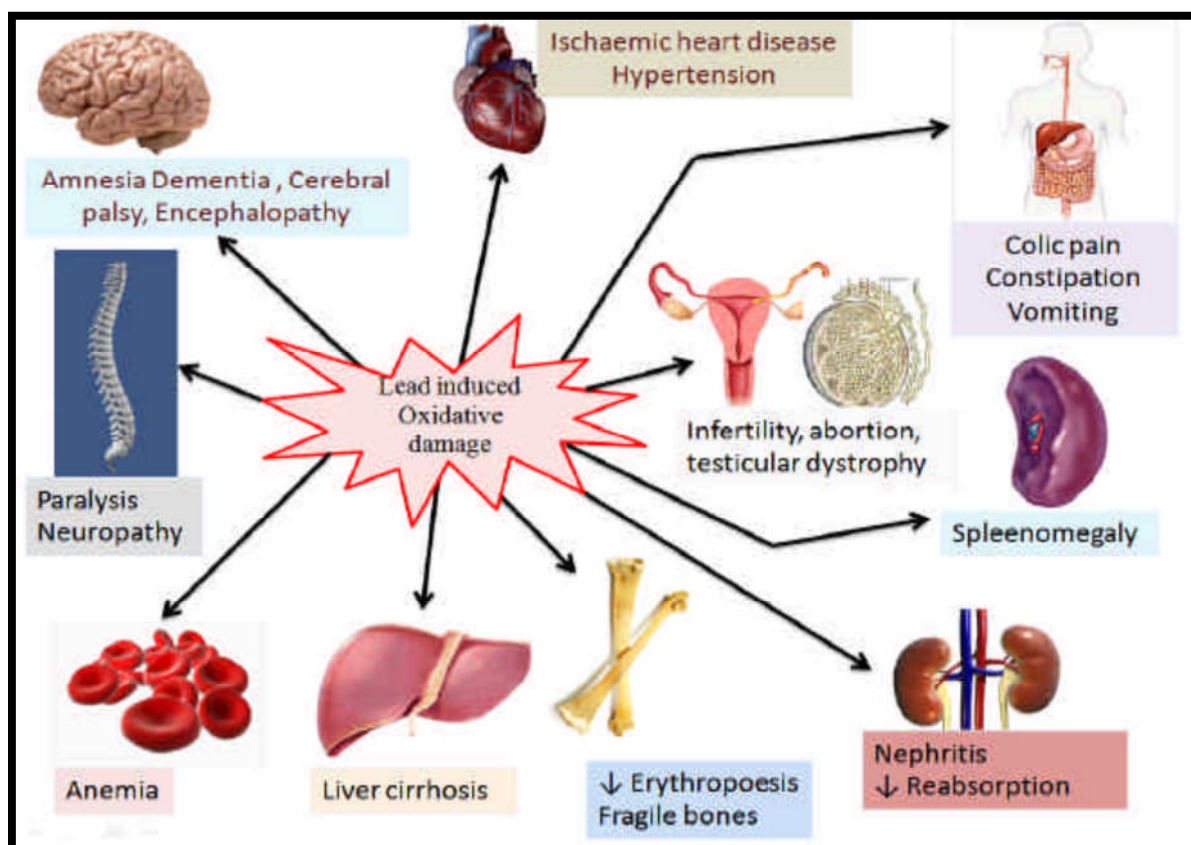 Ischaemic heart disease
Hypertension
Amnesia Dementia , Cerebral
palsy, Encephalopathy
Colic pain
Constipation
Vomiting
Lead induced
Oxidative
damage
Infertility, abortion,
testicular dystrophy
Paralysis
Neuropathy
Spleenomegaly
Anemia
Liver cirrhosis
↓ Erythropoesis
Fragile bones
Nephritis
↓ Reabsorption